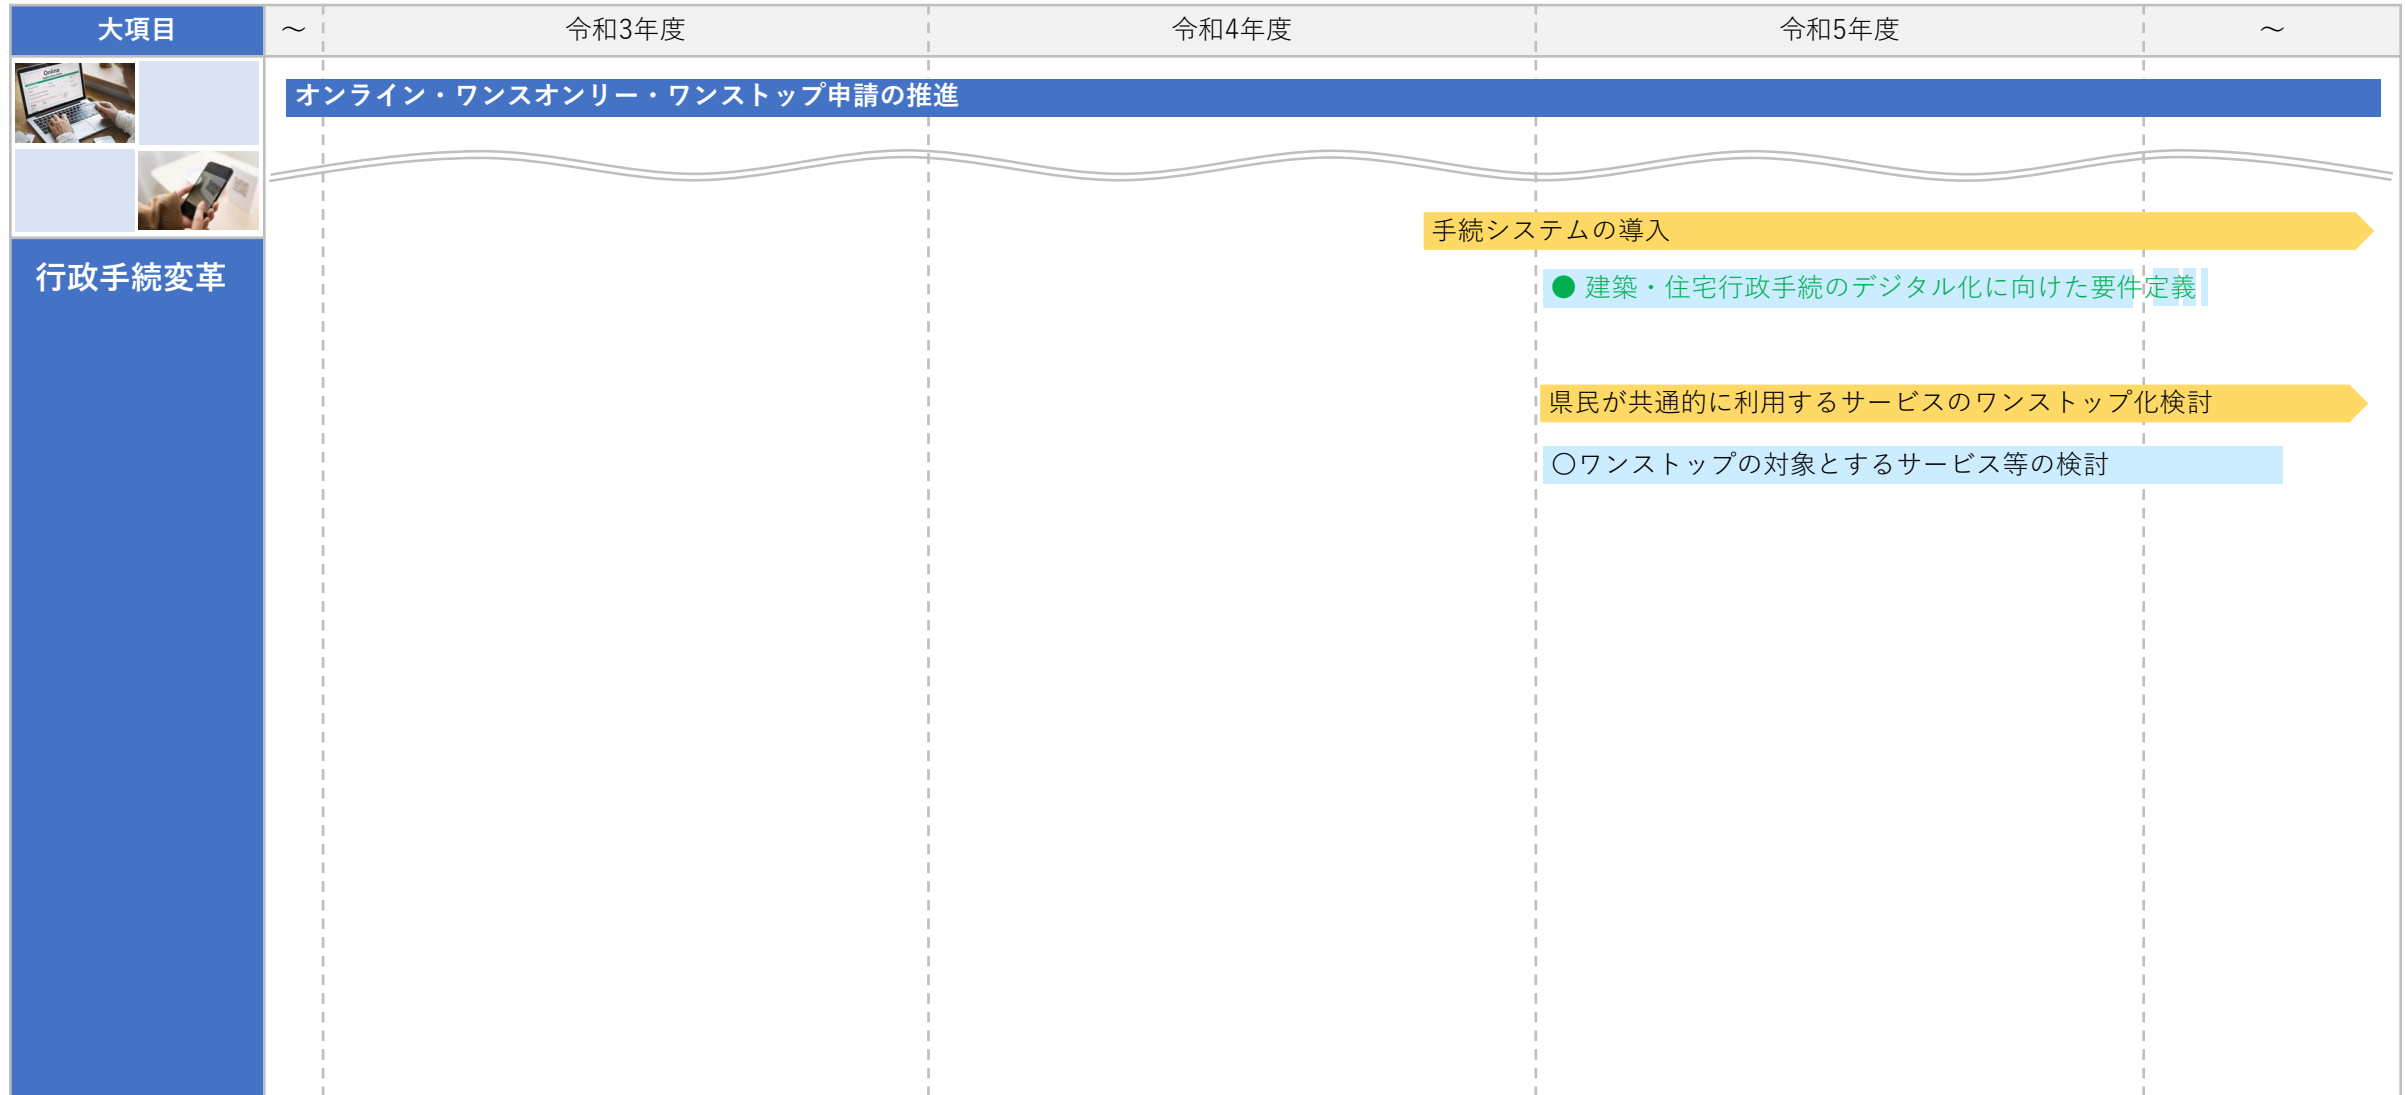 大項目
～
令和3年度
令和4年度
令和5年度
～
オンライン・ワンスオンリー・ワンストップ申請の推進
Online
手続システムの導入
行政手続変革
● 建築・住宅行政手続のデジタル化に向けた要件定義
県民が共通的に利用するサービスのワンストップ化検討
〇ワンストップの対象とするサービス等の検討